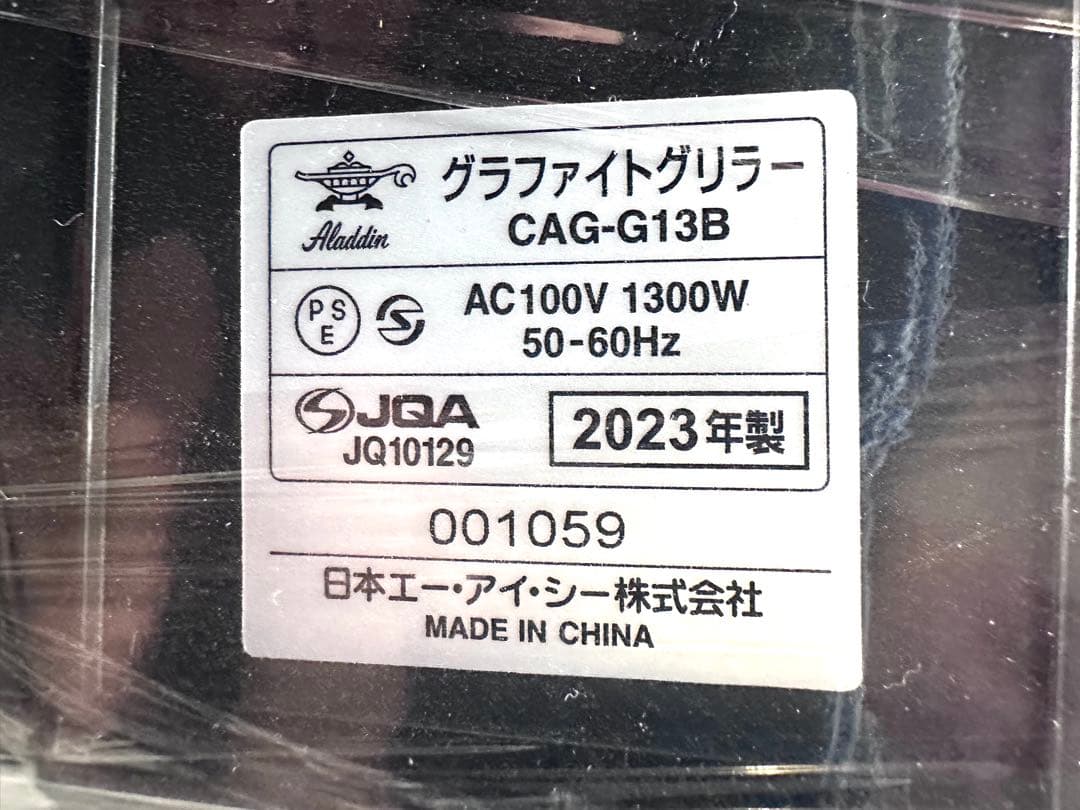 グラファイトグリラー
Aladdin
CAG-G13B
PS
E
AC100V 1300W
50-60Hz
JQA
JQ10129
2023年製
001059
日本エー・アイ・シー株式会社
MADE IN CHINA